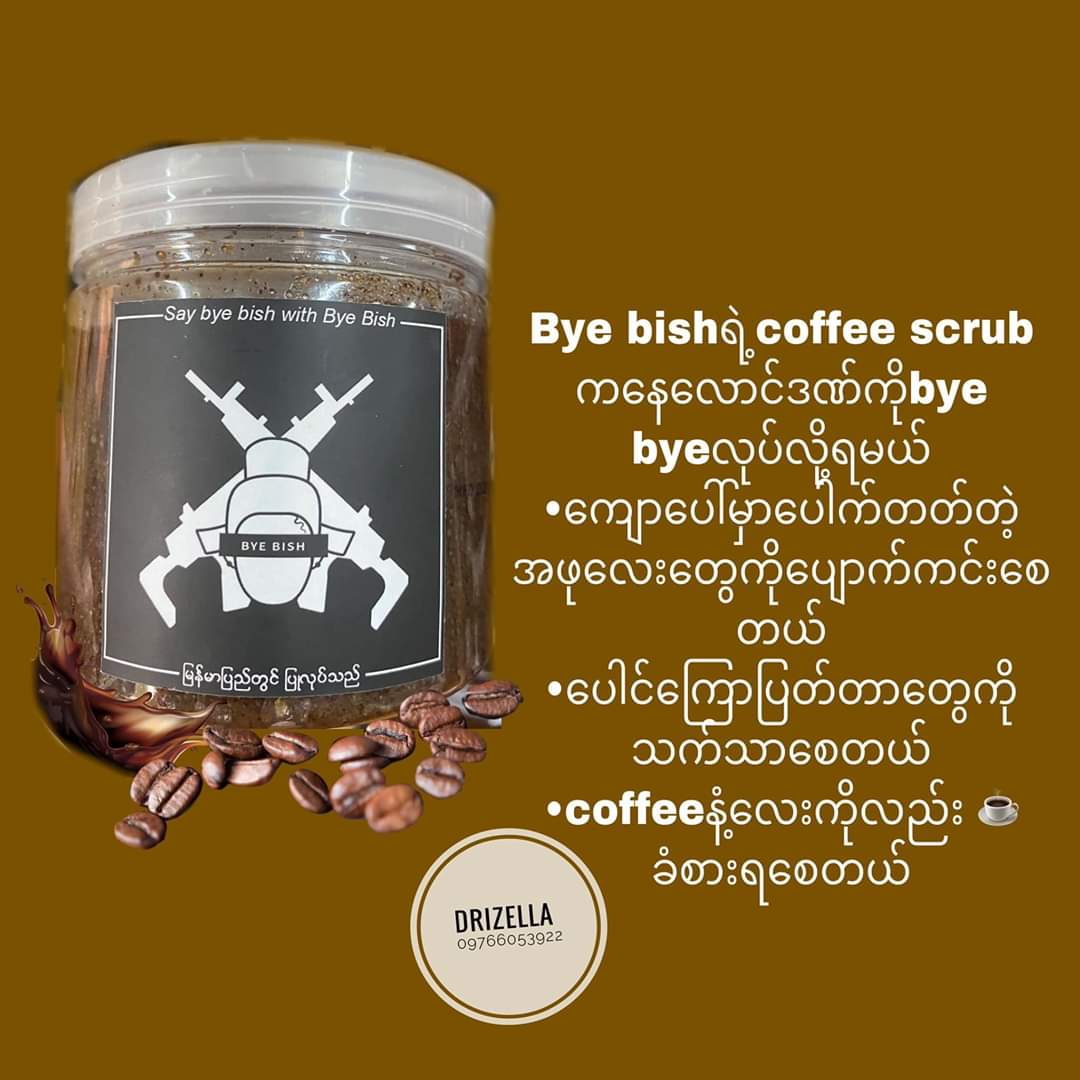 Say bye bish with Bye Bish
BYE BISH
မြန်မာပြည်တွင် ပြုလုပ်သည်
Bye bishရဲ့coffee scrub
ကနေလောင်ဒဏ်ကိုbye
byeလုပ်လို့ရမယ်
•ကျောပေါ်မှာပေါက်တတ်တဲ့
အဖုလေးတွေကိုပျောက်ကင်းစေ
တယ်
•ပေါင်ကြောပြတ်တာတွေကို
သက်သာစေတယ်
•coffeeနံ့လေးကိုလည်း ☕
ခံစားရစေတယ်
DRIZELLA
09766053922